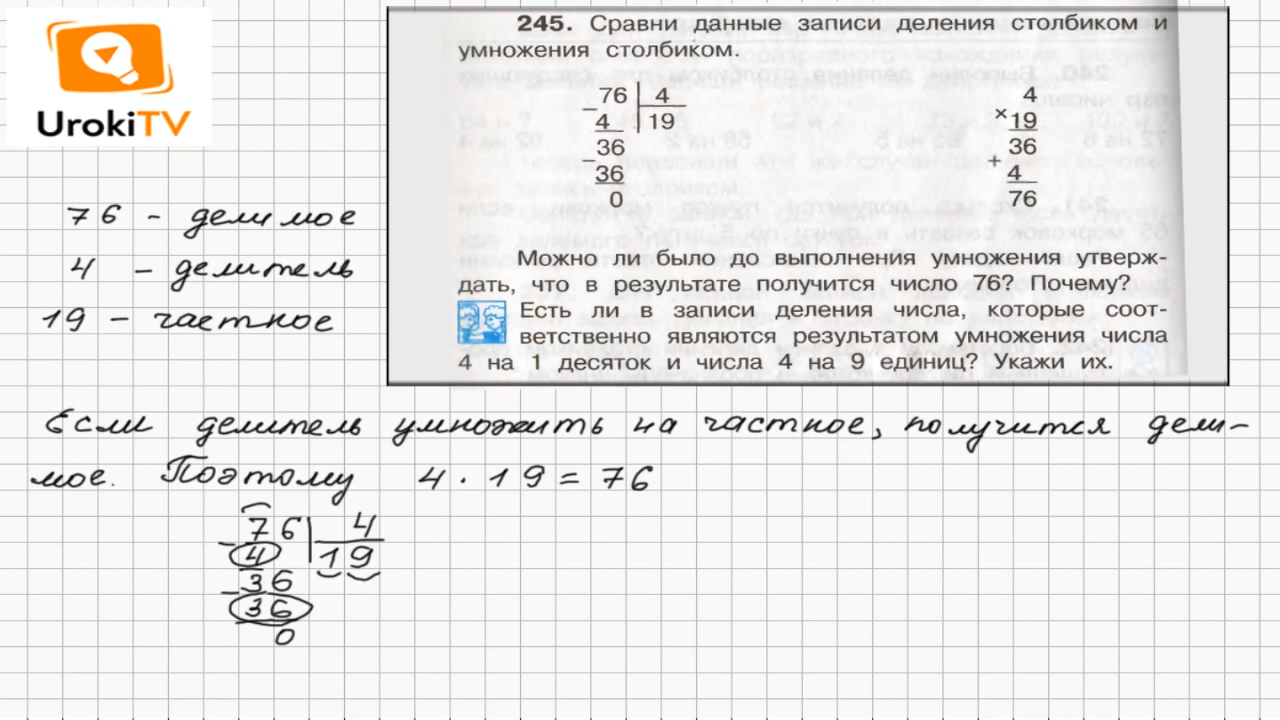 UrokiTV
245. Сравни данные записи деления столбиком и
умножения столбиком.
76 4
− 4 19
36
− 36
0
4
× 19
36
+ 4
76
Можно ли было до выполнения умножения утверж-
дать, что в результате получится число 76? Почему?
Есть ли в записи деления числа, которые соот-
ветственно являются результатом умножения числа
4 на 1 десяток и числа 4 на 9 единиц? Укажи их.
76 - делимое
4 - делитель
19 - частное
Если делитель умножить на частное, получится дели-
мое. Поэтому 4 · 19 = 76
76 4
− 4 19
36
− 36
0